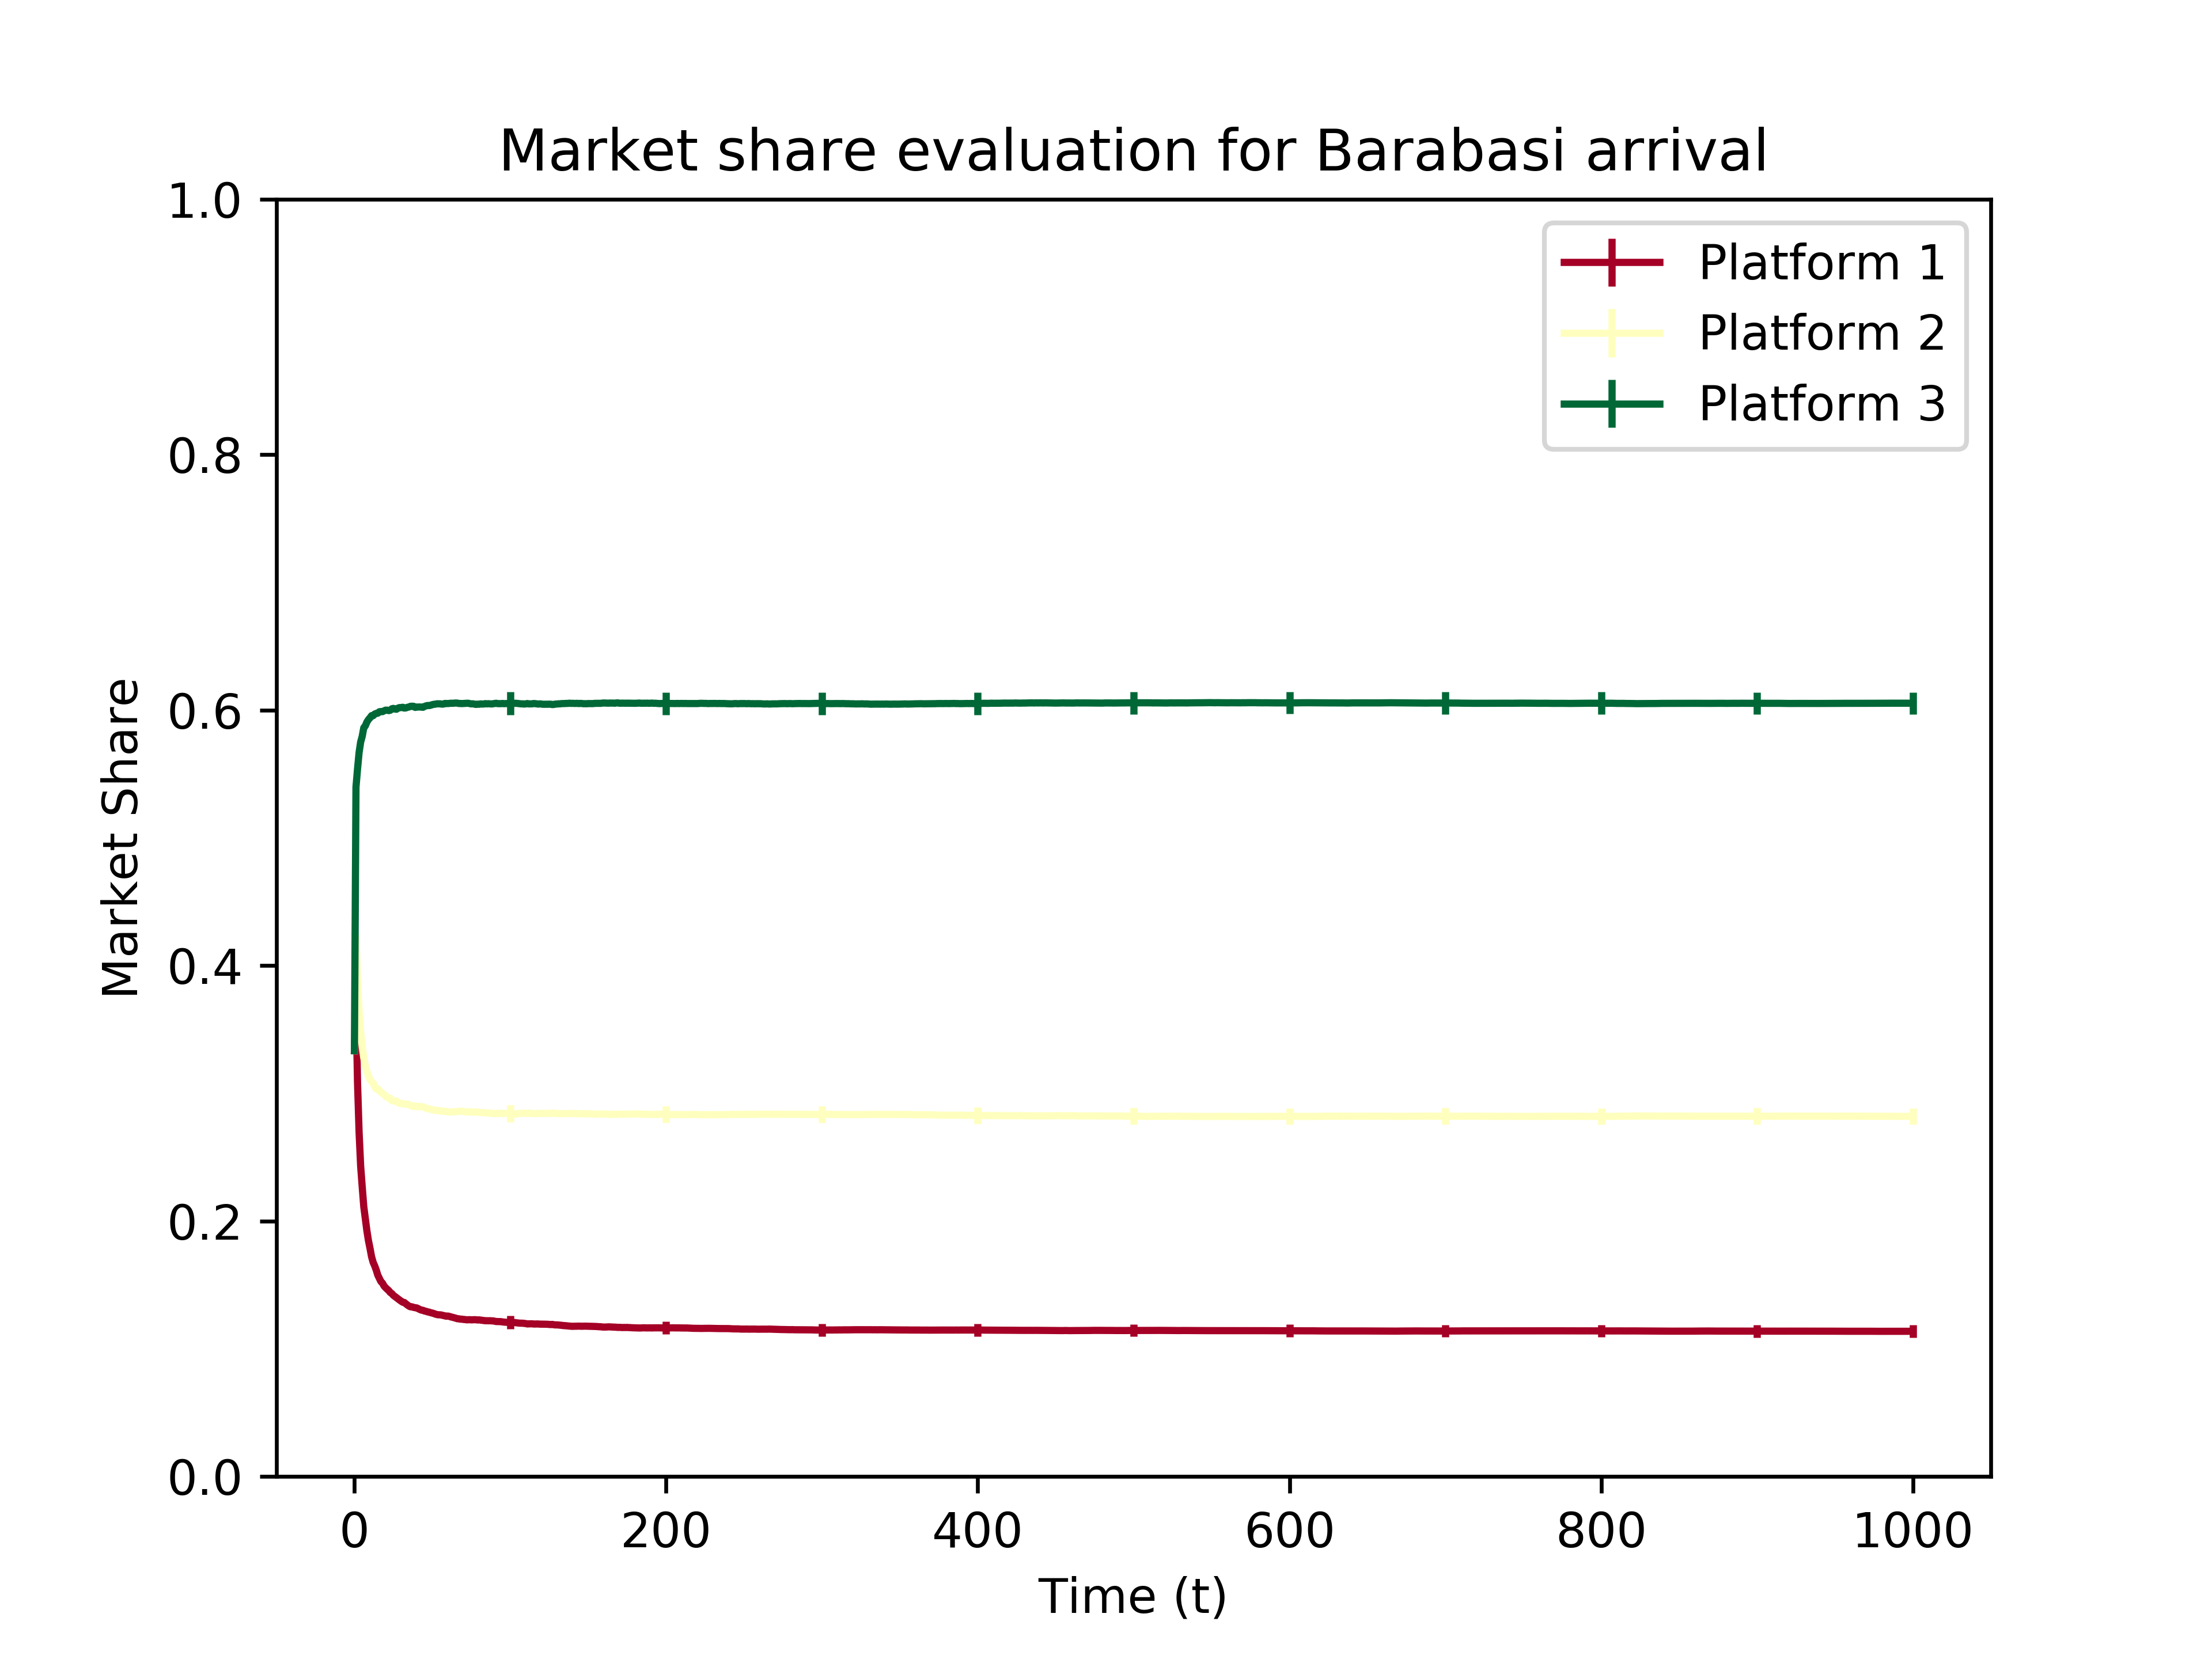 Market share evaluation for Barabasi arrival
1.0
0.8
0.6
0.4
0.2
0.0
Market Share
Platform 1
Platform 2
Platform 3
0 200 400 600 800 1000
Time (t)